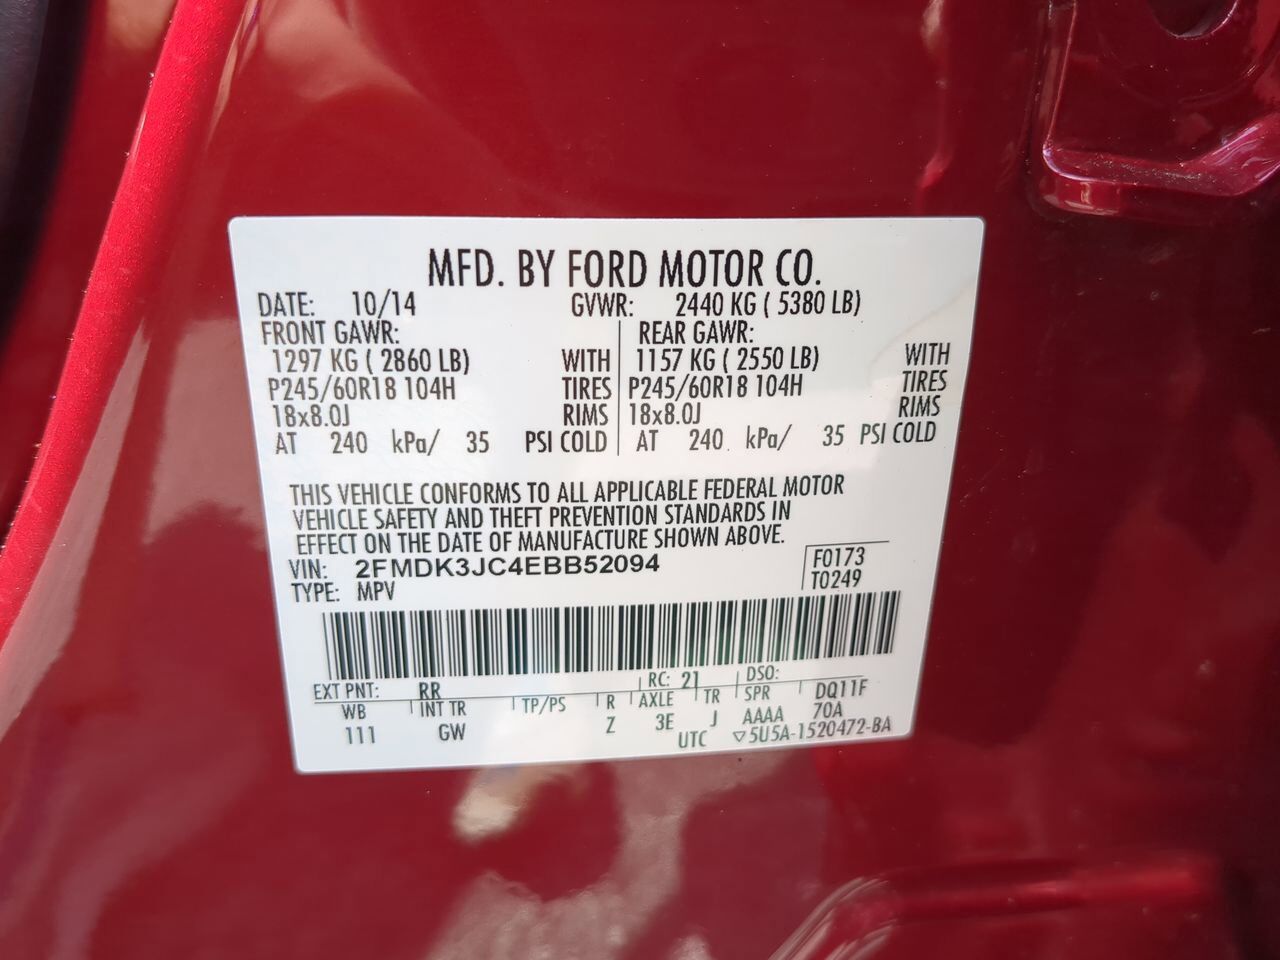 MFD. BY FORD MOTOR CO.
DATE: 10/14 GVWR: 2440 KG ( 5380 LB)
FRONT GAWR: REAR GAWR:
1297 KG ( 2860 LB) WITH 1157 KG ( 2550 LB) WITH
P245/60R18 104H TIRES P245/60R18 104H TIRES
18x8.0J RIMS 18x8.0J RIMS
AT 240 kPa/ 35 PSI COLD AT 240 kPa/ 35 PSI COLD
THIS VEHICLE CONFORMS TO ALL APPLICABLE FEDERAL MOTOR
VEHICLE SAFETY AND THEFT PREVENTION STANDARDS IN
EFFECT ON THE DATE OF MANUFACTURE SHOWN ABOVE.
VIN: 2FMDK3JC4EBB52094 F0173
TYPE: MPV T0249
EXT PNT: RR RC: 21 DSO:
WB INT TR TP/PS R AXLE TR SPR DQ11F
111 GW Z 3E J AAAA 70A
UTC ▽5U5A-1520472-BA